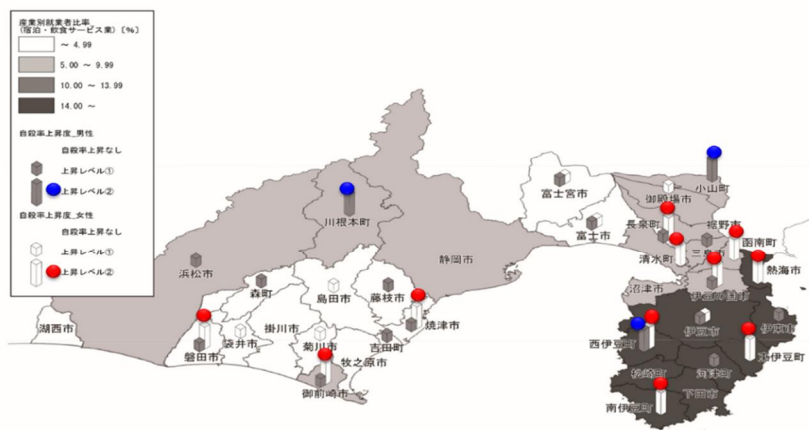 産業別就業者比率
(宿泊・飲食サービス業)〔%〕
~ 4.99
5.00 ~ 9.99
10.00 ~ 13.99
14.00 ~
自殺率上昇度_男性
自殺率上昇なし
上昇レベル①
上昇レベル②
自殺率上昇度_女性
自殺率上昇なし
上昇レベル①
上昇レベル②
小山町
富士宮市
御殿場市
川根本町
富士市
長泉町
裾野市
函南町
静岡市
清水町
三島市
熱海市
浜松市
沼津市
伊豆の国市
森町
島田市
藤枝市
湖西市
掛川市
焼津市
伊豆市
伊東市
磐田市
袋井市
菊川市
吉田町
西伊豆町
東伊豆町
牧之原市
松崎町
河津町
御前崎市
下田市
南伊豆町